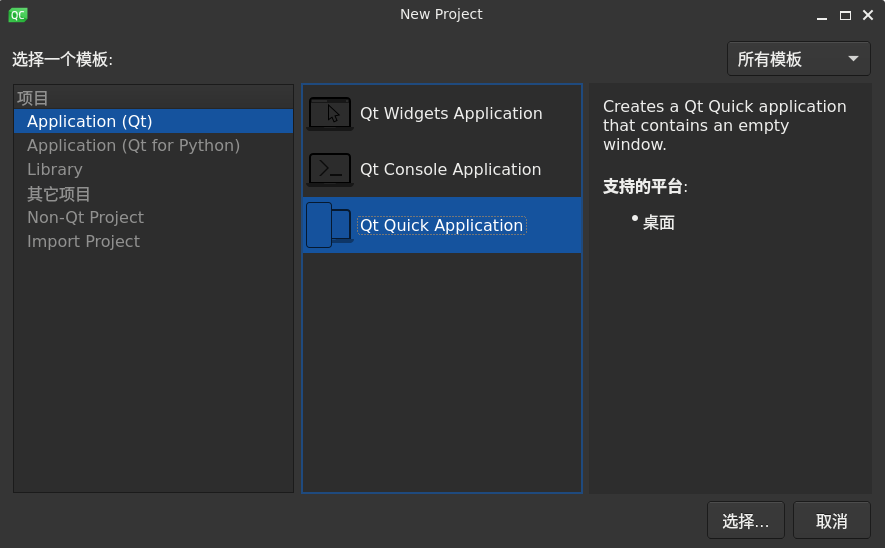 QC
New Project
选择一个模板:
所有模板
项目
Application (Qt)
Application (Qt for Python)
Library
其它项目
Non-Qt Project
Import Project
Qt Widgets Application
Qt Console Application
Qt Quick Application
Creates a Qt Quick application
that contains an empty
window.
支持的平台:
• 桌面
选择...
取消